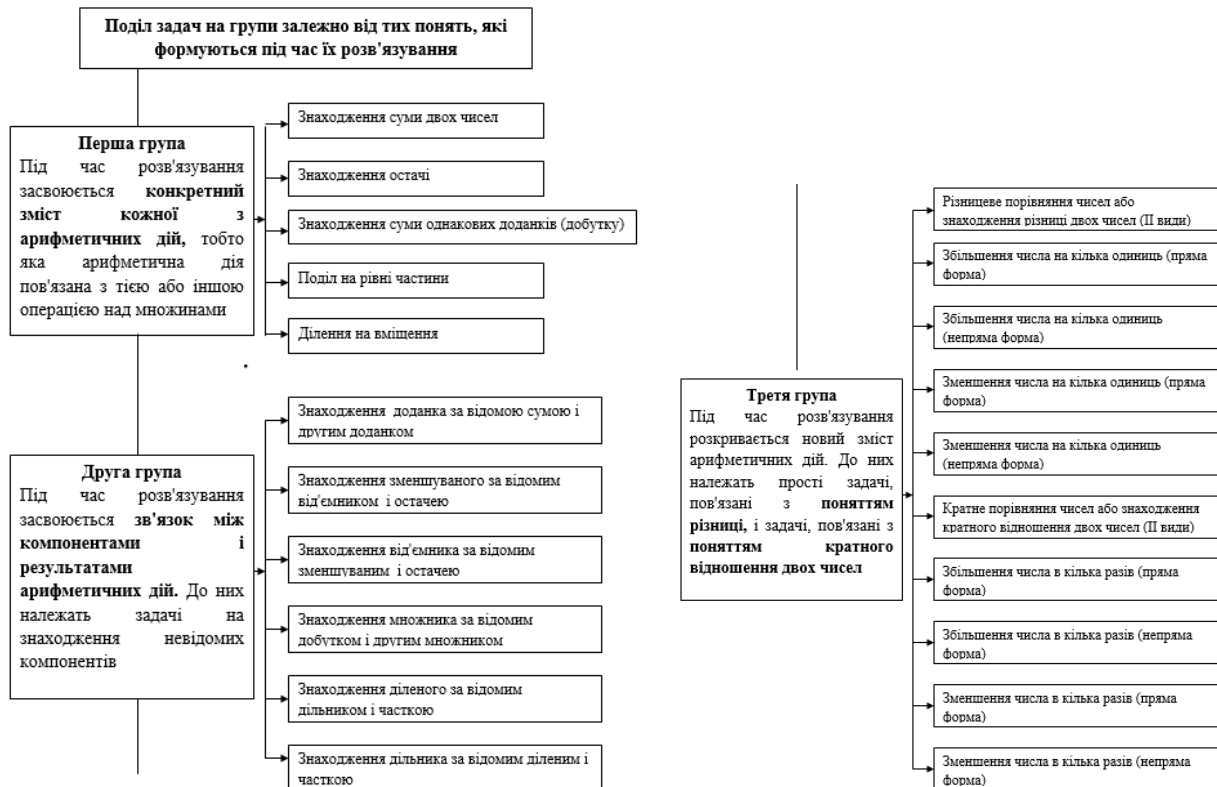 Поділ задач на групи залежно від тих понять, які
формуються під час їх розв'язування
Перша група
Під час розв'язування
засвоюється конкретний
зміст кожної з
арифметичних дій, тобто
яка арифметична дія
пов'язана з тією або іншою
операцією над множинами
Знаходження суми двох чисел
Знаходження остачі
Знаходження суми однакових доданків (добутку)
Поділ на рівні частини
Ділення на вміщення
Друга група
Під час розв'язування
засвоюється зв'язок між
компонентами і
результатами
арифметичних дій. До них
належать задачі на
знаходження невідомих
компонентів
Знаходження доданка за відомою сумою і
другим доданком
Знаходження зменшуваного за відомим
від'ємником і остачею
Знаходження від'ємника за відомим
зменшуваним і остачею
Знаходження множника за відомим
добутком і другим множником
Знаходження діленого за відомим
дільником і часткою
Знаходження дільника за відомим діленим і
часткою
Третя група
Під час розв'язування
розкривається новий зміст
арифметичних дій. До них
належать прості задачі,
пов'язані з поняттям
різниці, і задачі, пов'язані з
поняттям кратного
відношення двох чисел
Різницеве порівняння чисел або
знаходження різниці двох чисел (ІІ види)
Збільшення числа на кілька одиниць (пряма
форма)
Збільшення числа на кілька одиниць
(непряма форма)
Зменшення числа на кілька одиниць (пряма
форма)
Зменшення числа на кілька одиниць
(непряма форма)
Кратне порівняння чисел або знаходження
кратного відношення двох чисел (ІІ види)
Збільшення числа в кілька разів (пряма
форма)
Збільшення числа в кілька разів (непряма
форма)
Зменшення числа в кілька разів (пряма
форма)
Зменшення числа в кілька разів (непряма
форма)